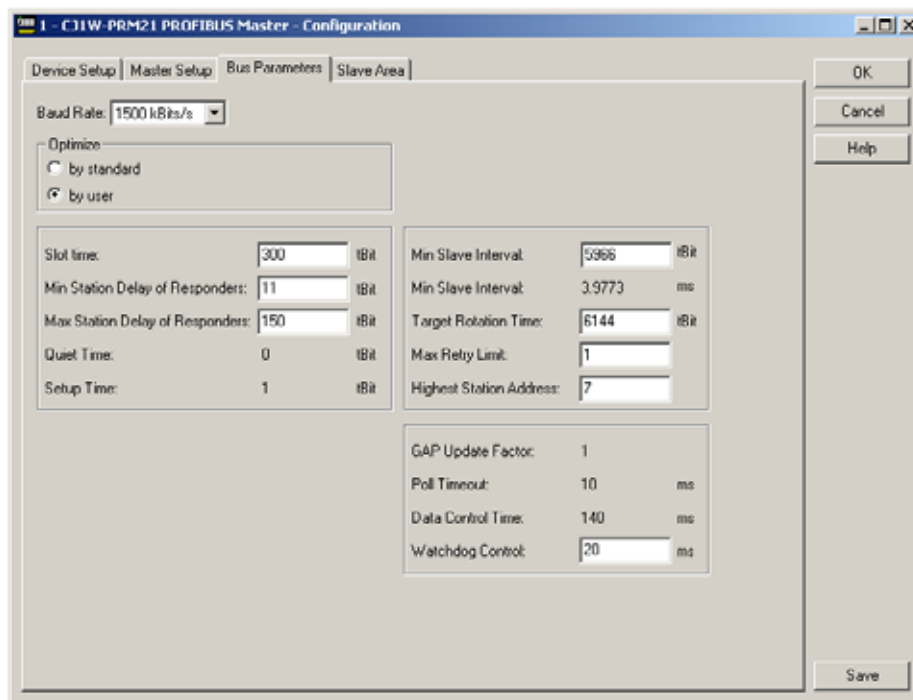 1 - CJ1W-PRM21 PROFIBUS Master - Configuration
Device Setup Master Setup Bus Parameters Slave Area
OK
Cancel
Help
Baud Rate: 1500 kBits/s
Optimize
by standard
by user
Slot time: 300 tBit
Min Station Delay of Responders: 11 tBit
Max Station Delay of Responders: 150 tBit
Quiet Time: 0 tBit
Setup Time: 1 tBit
Min Slave Interval: 5966 tBit
Min Slave Interval: 3.9773 ms
Target Rotation Time: 6144 tBit
Max Retry Limit: 1
Highest Station Address: 7
GAP Update Factor: 1
Poll Timeout: 10 ms
Data Control Time: 140 ms
Watchdog Control: 20 ms
Save